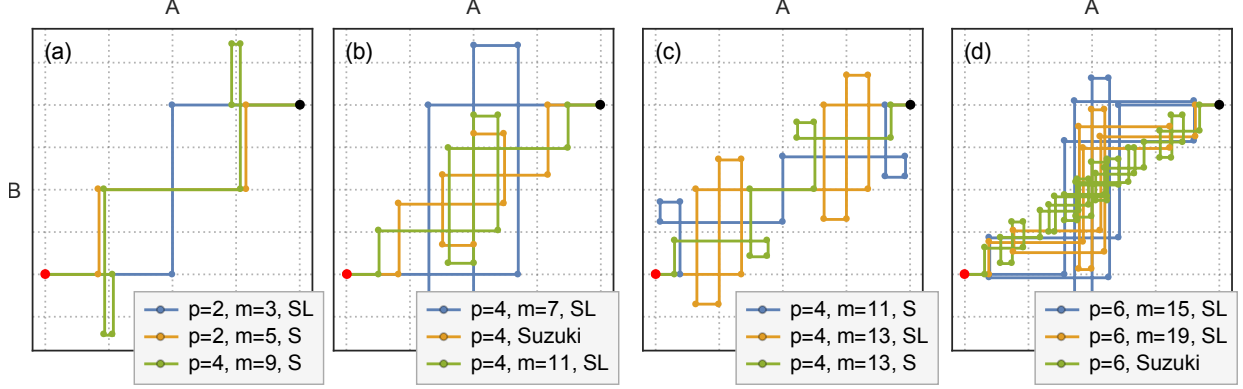 A A A A
(a) (b) (c) (d)
B
p=2, m=3, SL
p=2, m=5, S
p=4, m=9, S
p=4, m=7, SL
p=4, Suzuki
p=4, m=11, SL
p=4, m=11, S
p=4, m=13, SL
p=4, m=13, S
p=6, m=15, SL
p=6, m=19, SL
p=6, Suzuki